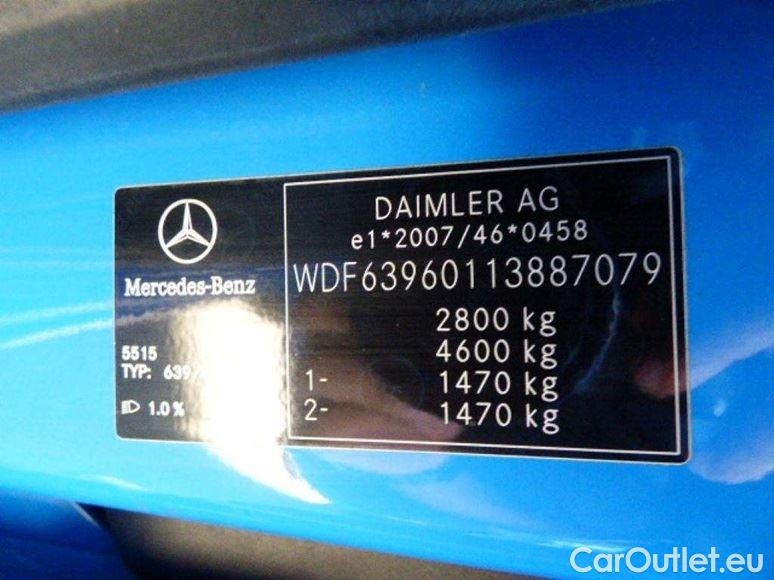 Mercedes-Benz
5515
TYP: 639/
1.0 %
DAIMLER AG
e1*2007/46*0458
WDF63960113887079
2800 kg
4600 kg
1- 1470 kg
2- 1470 kg
CarOutlet.eu